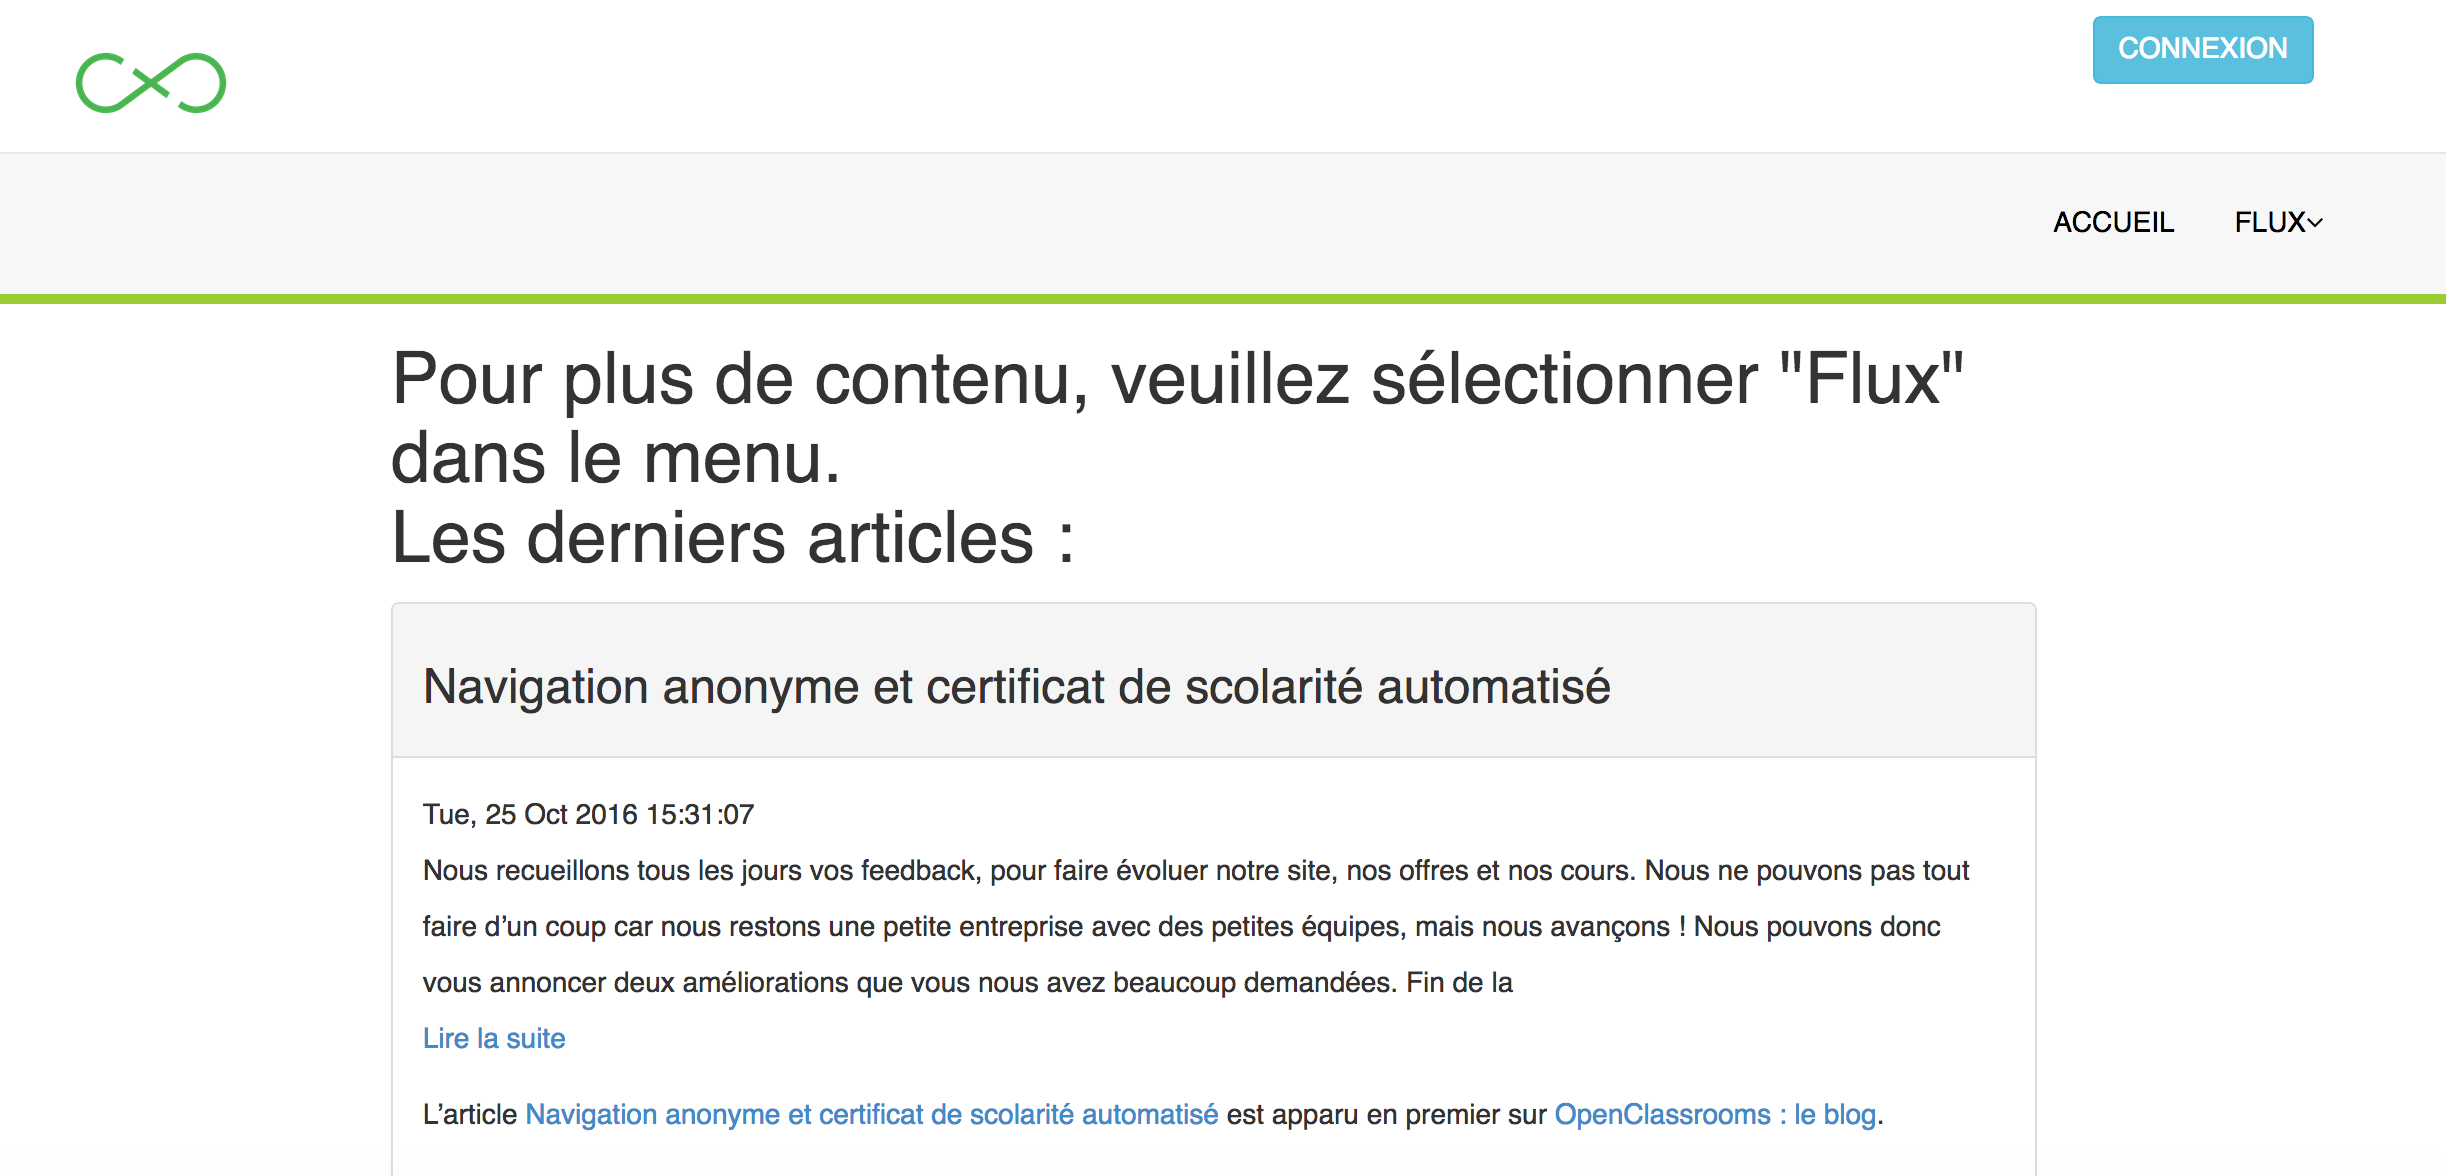 CONNEXION
ACCUEIL FLUX
Pour plus de contenu, veuillez sélectionner "Flux"
dans le menu.
Les derniers articles :
Navigation anonyme et certificat de scolarité automatisé
Tue, 25 Oct 2016 15:31:07
Nous recueillons tous les jours vos feedback, pour faire évoluer notre site, nos offres et nos cours. Nous ne pouvons pas tout
faire d’un coup car nous restons une petite entreprise avec des petites équipes, mais nous avançons ! Nous pouvons donc
vous annoncer deux améliorations que vous nous avez beaucoup demandées. Fin de la
Lire la suite
L’article Navigation anonyme et certificat de scolarité automatisé est apparu en premier sur OpenClassrooms : le blog.